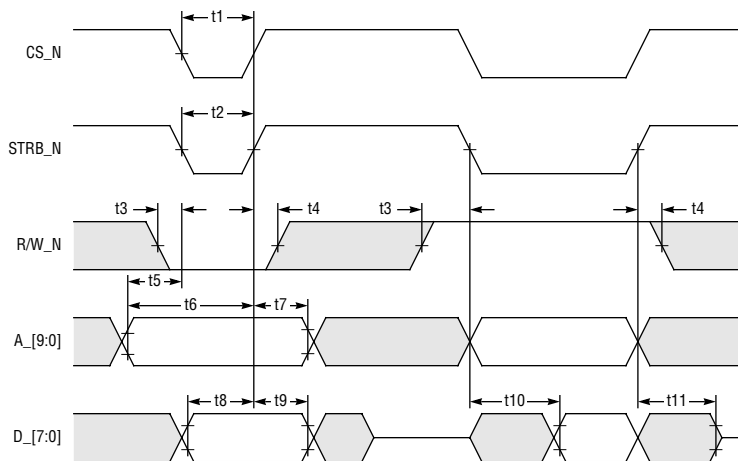 t1
CS_N
t2
STRB_N
t3 t4 t3 t4
R/W_N
t5
t6 t7
A_[9:0]
t8 t9 t10 t11
D_[7:0]